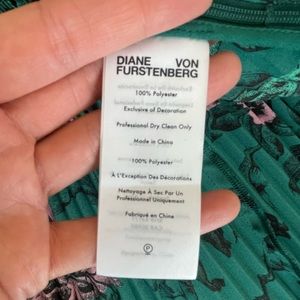 DIANE VON
FURSTENBERG
100% Polyester
Exclusive of Decoration
Professional Dry Clean Only
Made in China
100% Polyester
À L'Exception Des Décorations
Nettoyage À Sec Par Un
Professionnel Uniquement
Fabriqué en Chine
P